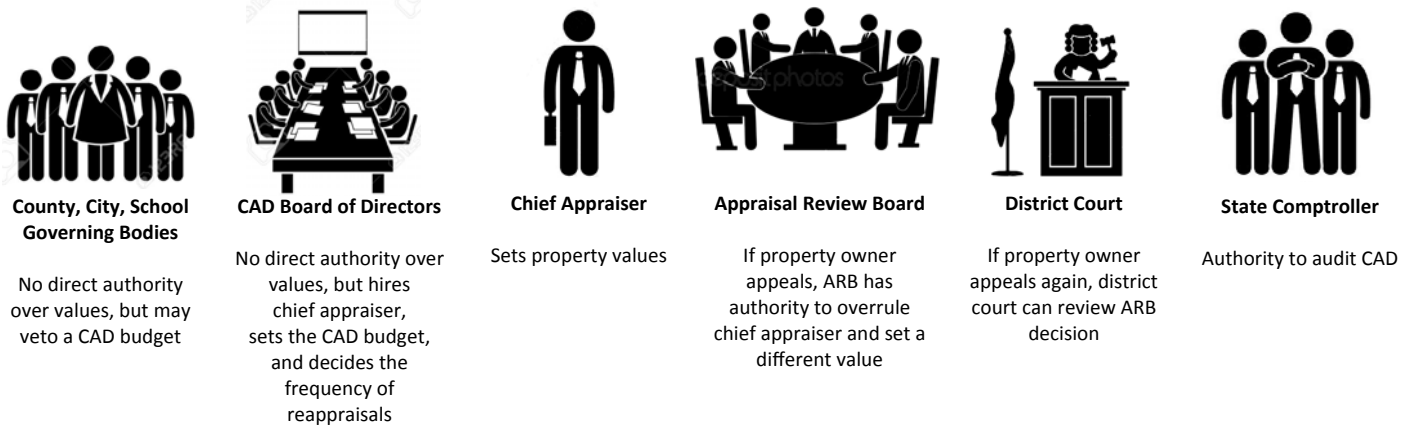 County, City, School
Governing Bodies
No direct authority
over values, but may
veto a CAD budget
CAD Board of Directors
No direct authority over
values, but hires
chief appraiser,
sets the CAD budget,
and decides the
frequency of
reappraisals
Chief Appraiser
Sets property values
depositphotos
Appraisal Review Board
If property owner
appeals, ARB has
authority to overrule
chief appraiser and set a
different value
District Court
If property owner
appeals again, district
court can review ARB
decision
State Comptroller
Authority to audit CAD